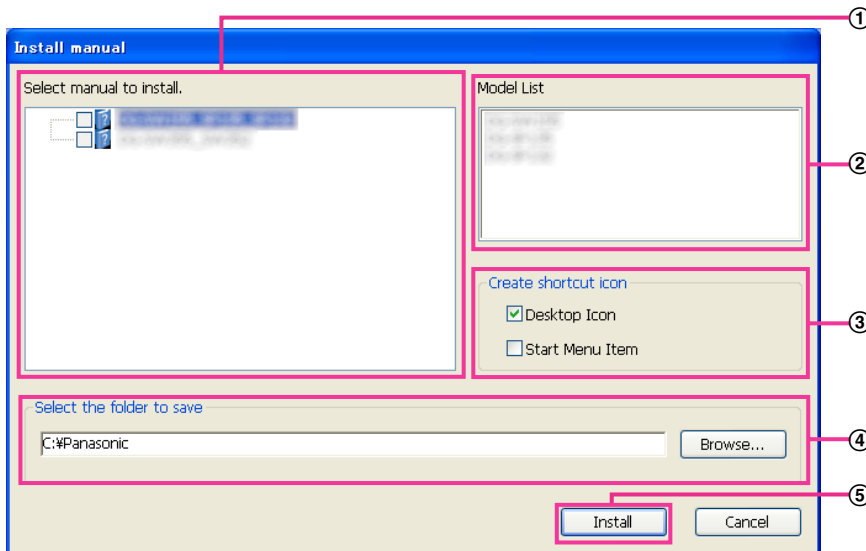 ①
Install manual
Select manual to install.
Model List
②
Create shortcut icon
Desktop Icon
③
Start Menu Item
Select the folder to save
C:¥Panasonic
Browse...
④
⑤
Install
Cancel